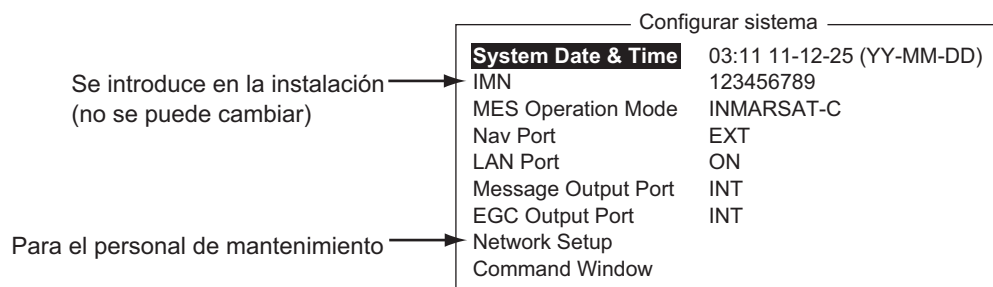 Configurar sistema
System Date & Time 03:11 11-12-25 (YY-MM-DD)
Se introduce en la instalación
(no se puede cambiar)
IMN 123456789
MES Operation Mode INMARSAT-C
Nav Port EXT
LAN Port ON
Message Output Port INT
EGC Output Port INT
Para el personal de mantenimiento
Network Setup
Command Window